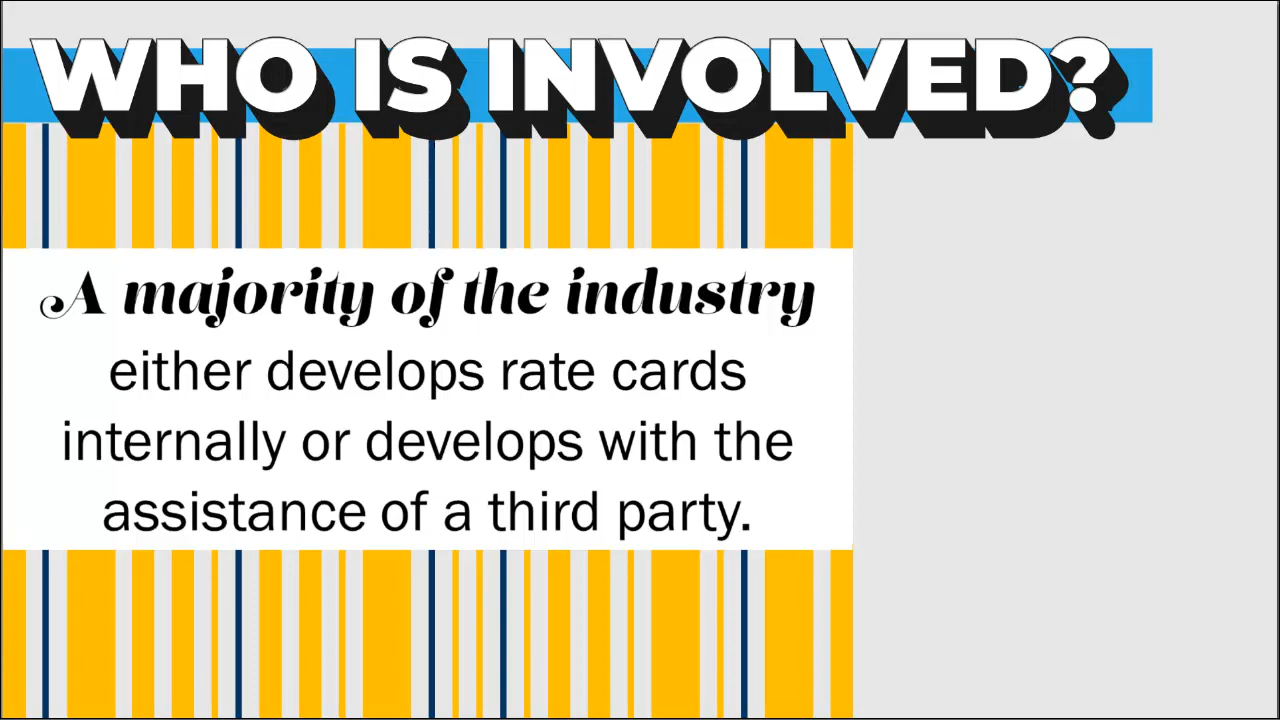 WHO IS INVOLVED?
A majority of the industry
either develops rate cards
internally or develops with the
assistance of a third party.